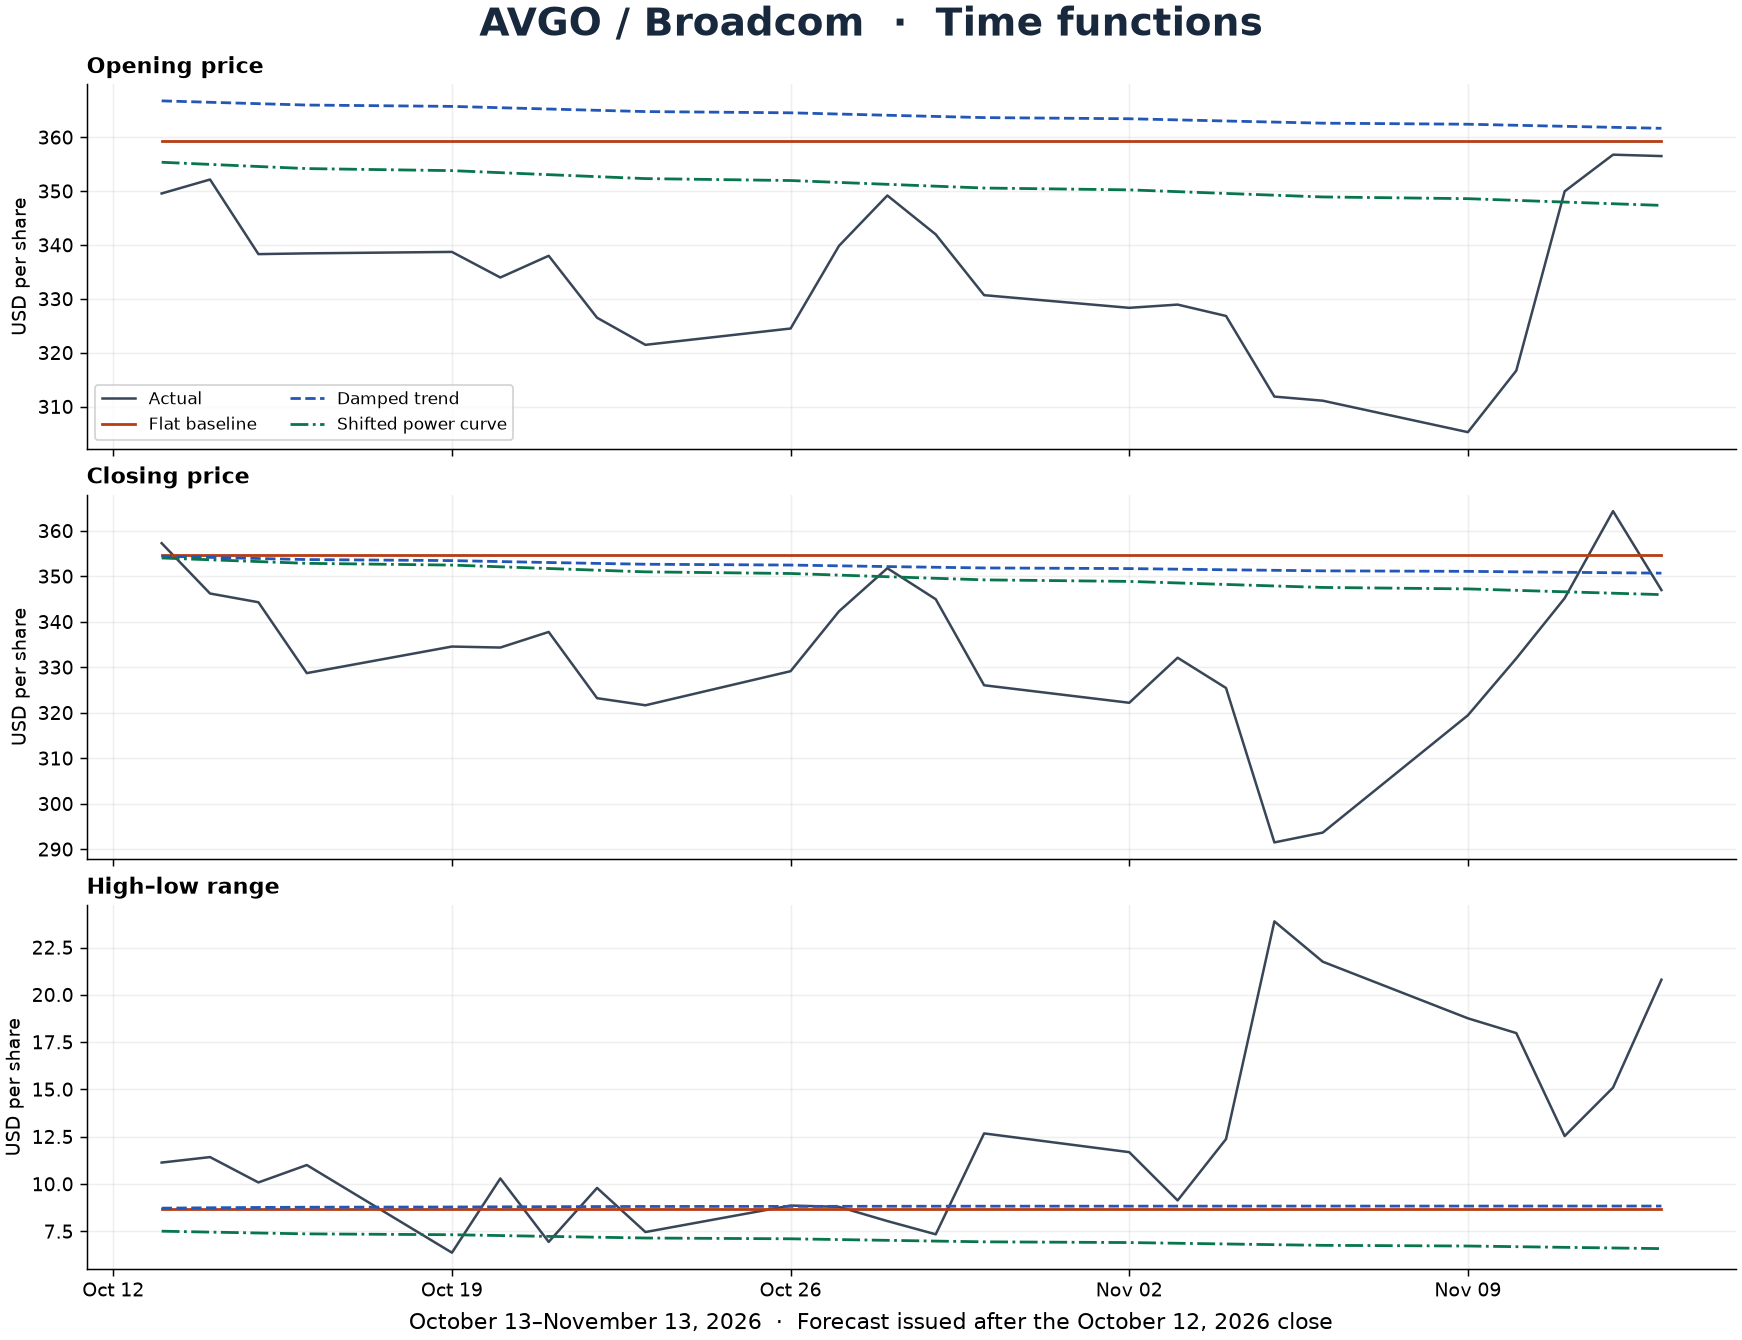 AVGO / Broadcom · Time functions
Opening price
USD per share
360
350
340
330
320
310
Actual
Flat baseline
Damped trend
Shifted power curve
Closing price
USD per share
360
350
340
330
320
310
300
290
High–low range
USD per share
22.5
20.0
17.5
15.0
12.5
10.0
7.5
Oct 12
Oct 19
Oct 26
Nov 02
Nov 09
October 13–November 13, 2026 · Forecast issued after the October 12, 2026 close